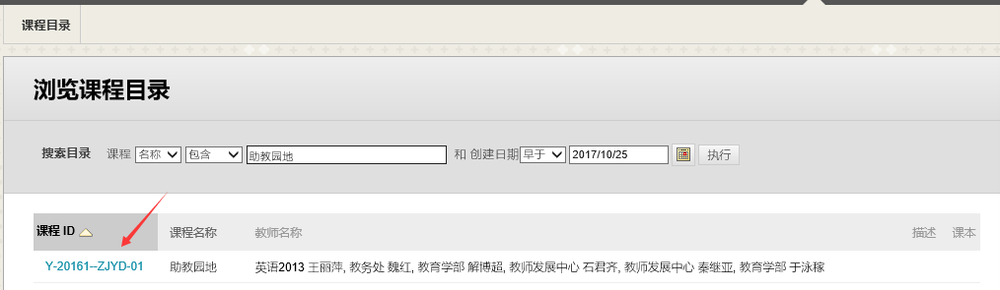 课程目录
浏览课程目录
搜索目录 课程 名称 包含 助教园地 和 创建日期 早于 2017/10/25 执行
课程 ID 课程名称 教师名称 描述 课本
Y-20161--ZJYD-01 助教园地 英语2013 王丽萍, 教务处 魏红, 教育学部 解博超, 教师发展中心 石君齐, 教师发展中心 秦继亚, 教育学部 于泳稼